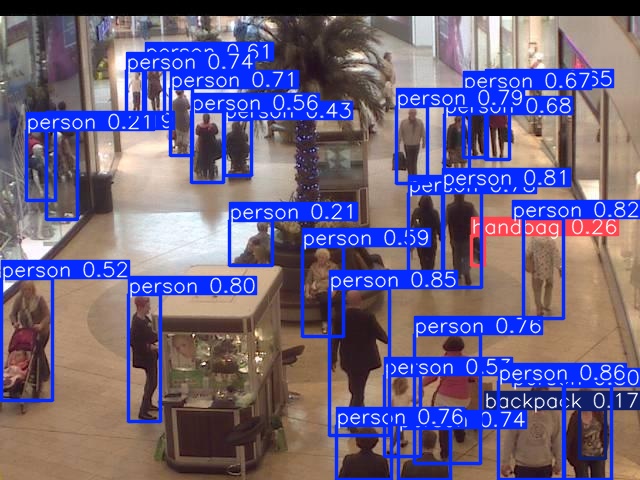 person 0.61
person 0.74
person 0.71
person 0.56
0.43
person 0.21
person 0.67
person 0.79
0.68
person 0.81
person 0.82
handbag 0.26
person 0.21
person 0.59
person 0.52
person 0.80
person 0.85
person 0.76
person 0.57
person 0.86
backpack 0.17
person 0.76
0.74